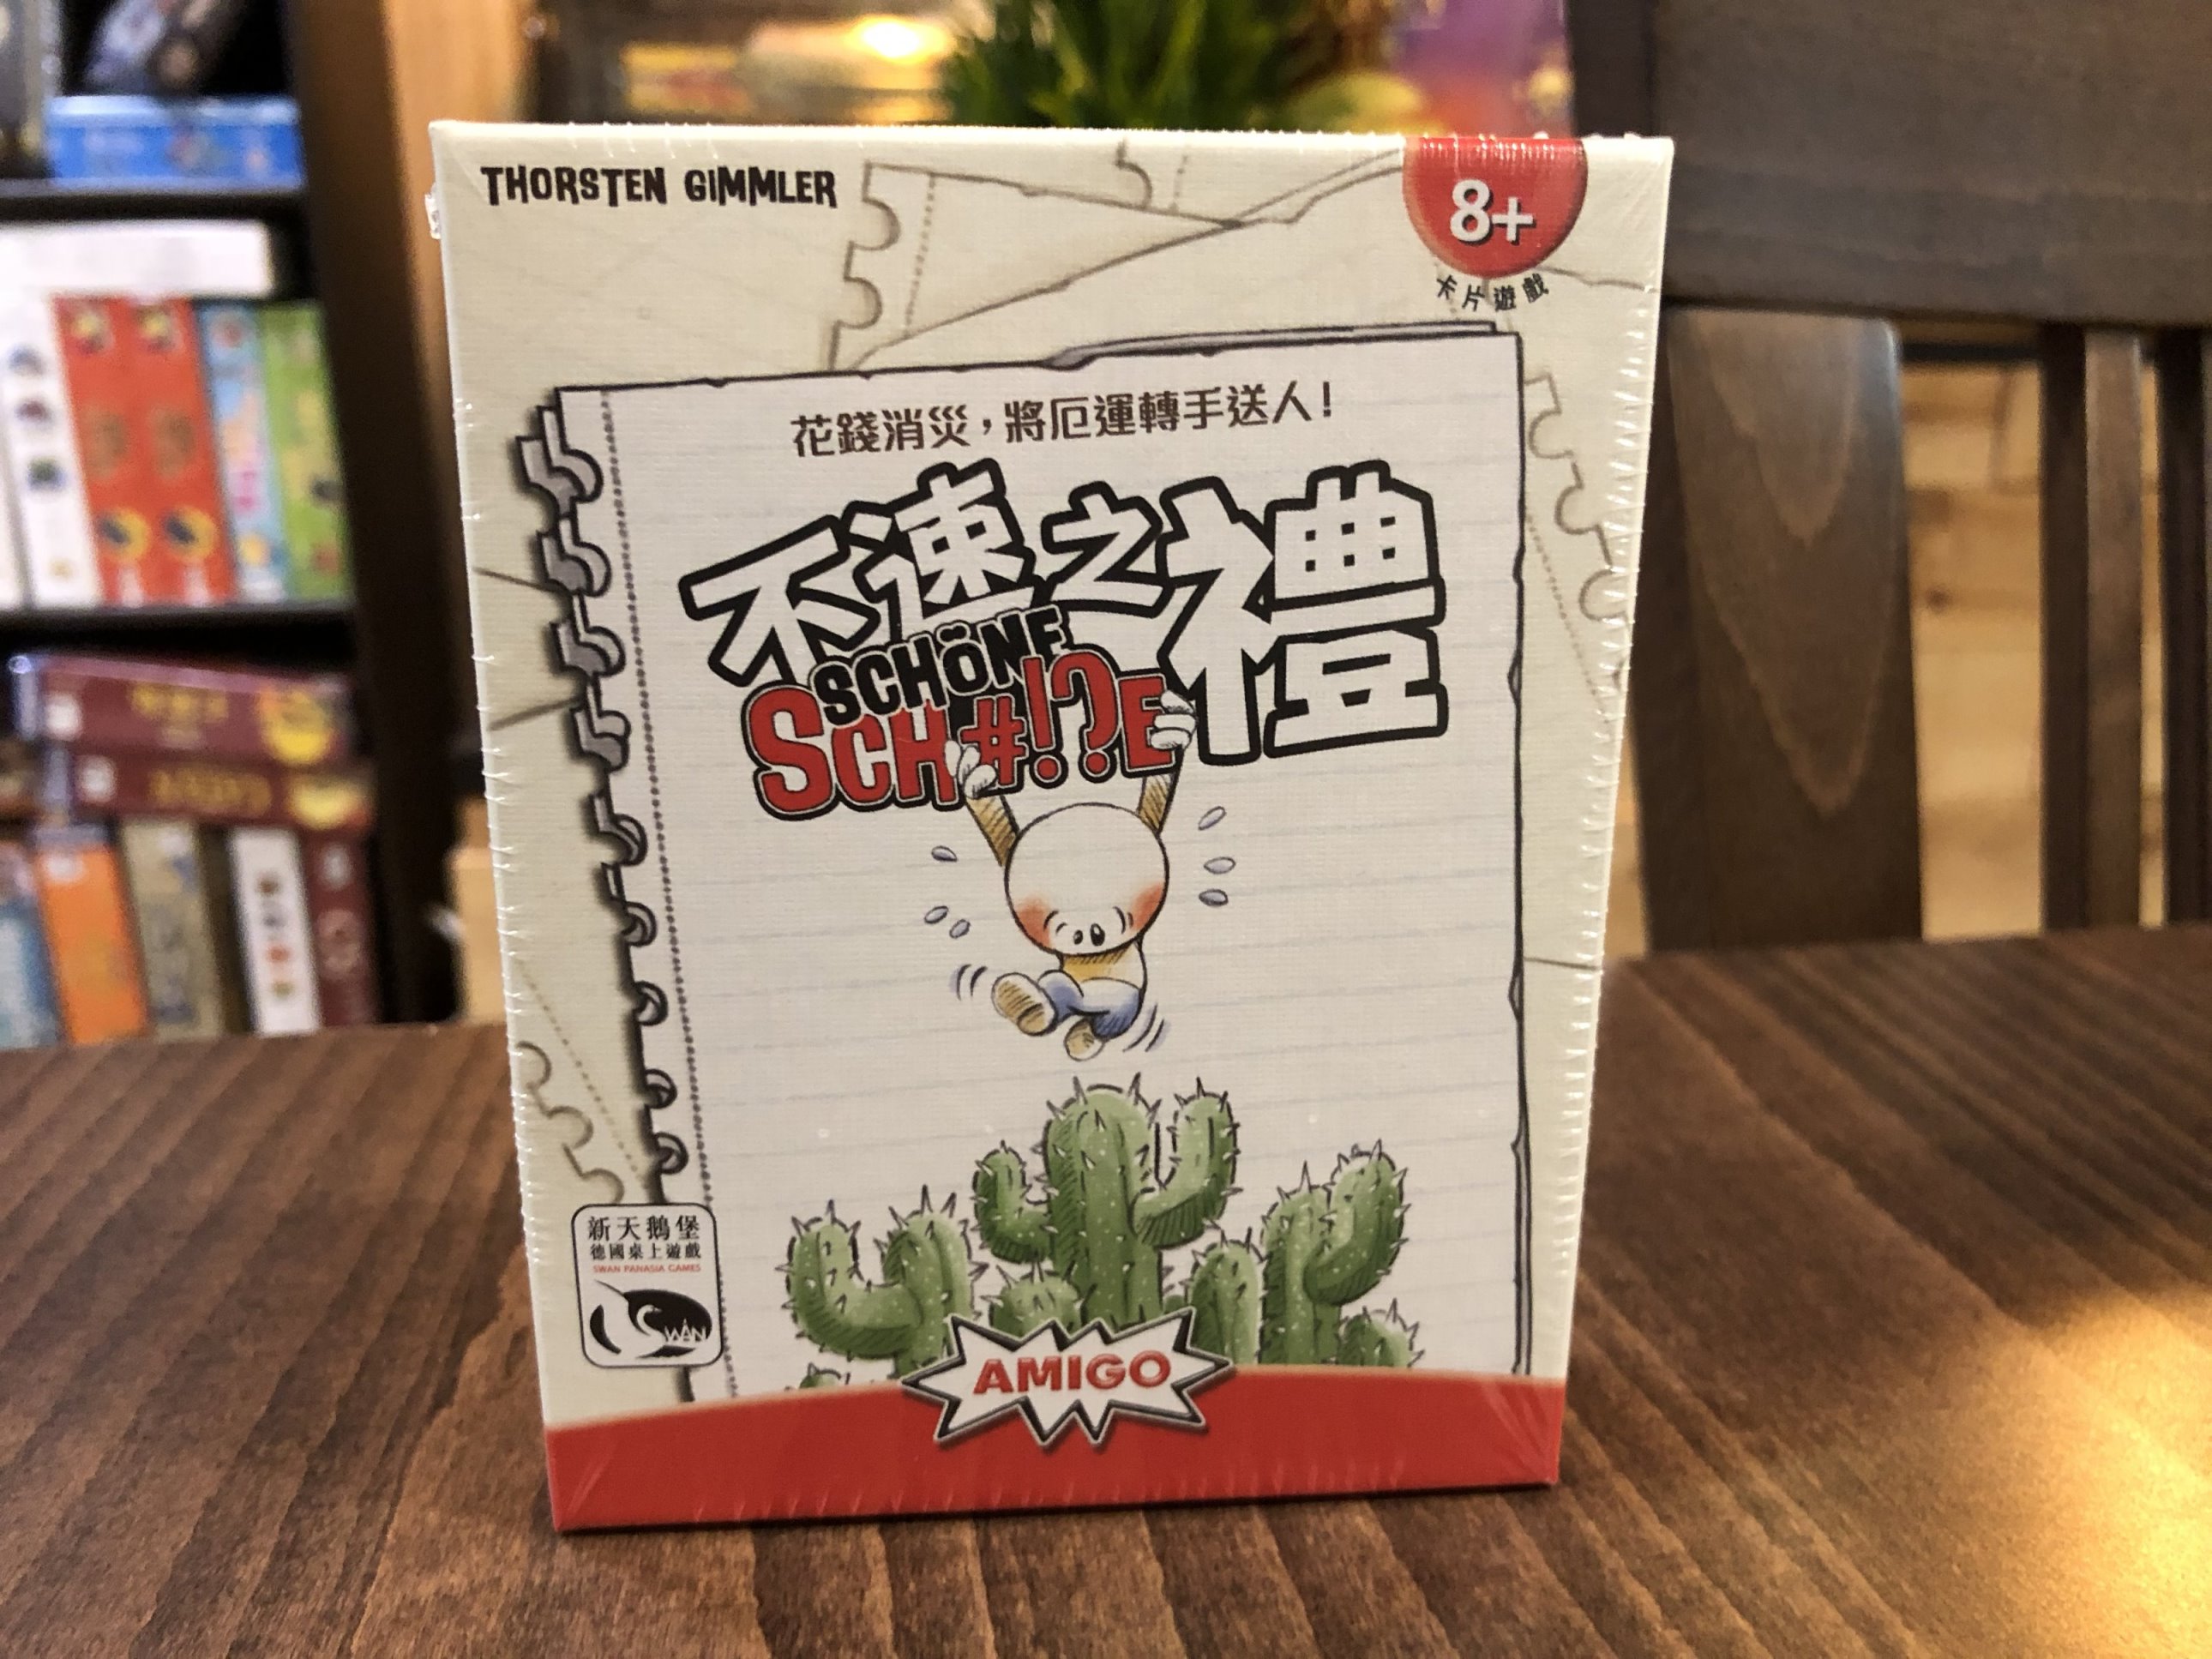 THORSTEN GIMMLER
8+
卡片遊戲
花錢消災，將厄運轉手送人！
不速之禮
SCHÖNE
SCH#!?E
新天鵝堡
德國桌上遊戲
SWAN PANASIA GAMES
SWAN
AMIGO